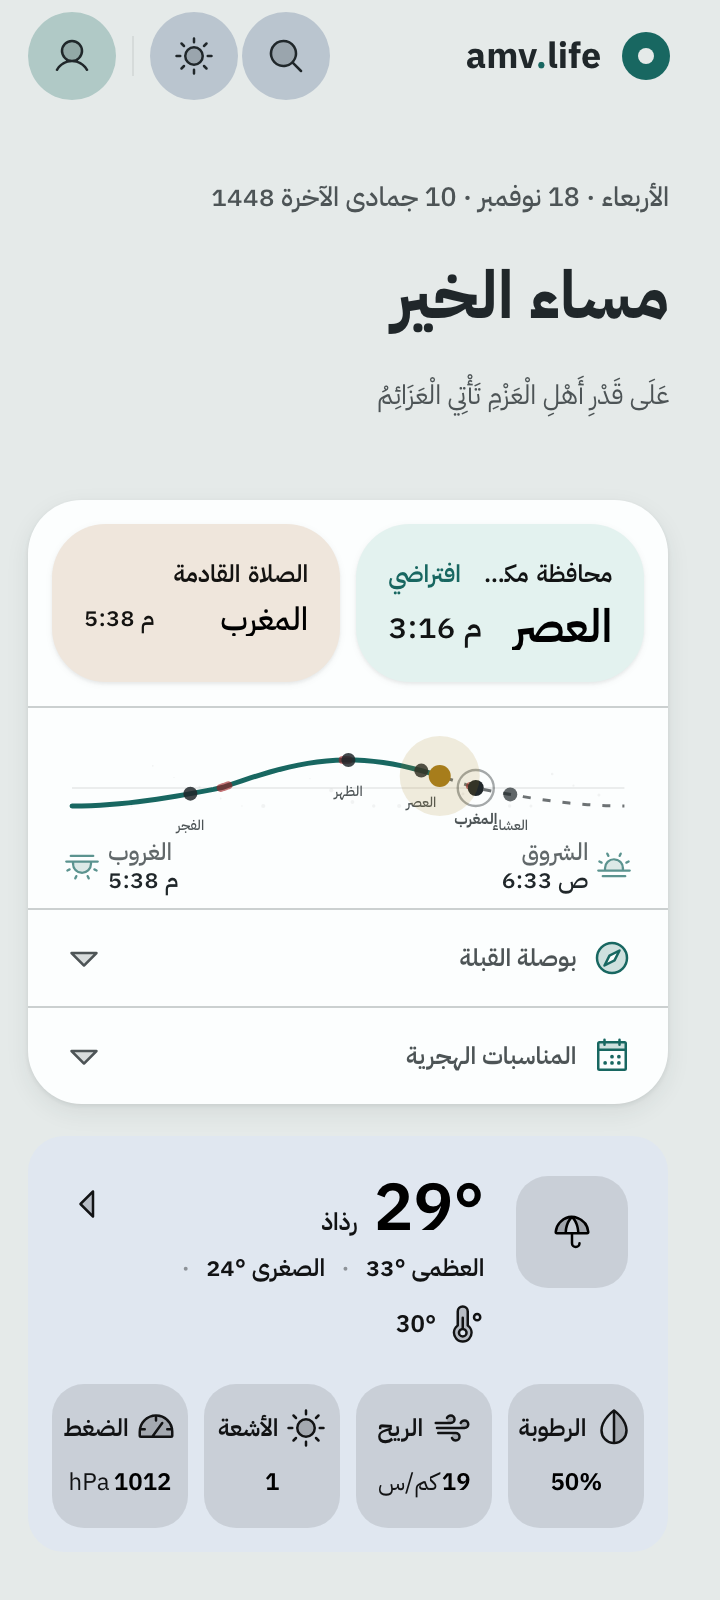 amv.life
الأربعاء · 18 نوفمبر · 10 جمادى الآخرة 1448
مساء الخير
عَلَى قَدْرِ أَهْلِ الْعَزْمِ تَأْتِي الْعَزَائِمُ
محافظة مكـ... افتراضي
العصر 3:16 م
الصلاة القادمة
المغرب 5:38 م
الفجر
الظهر
العصر
المغرب
العشاء
الشروق
6:33 ص
الغروب
5:38 م
بوصلة القبلة
المناسبات الهجرية
29° رذاذ
العظمى 33° · الصغرى 24° ·
30°
الرطوبة
50%
الريح
19 كم/س
الأشعة
1
الضغط
1012 hPa